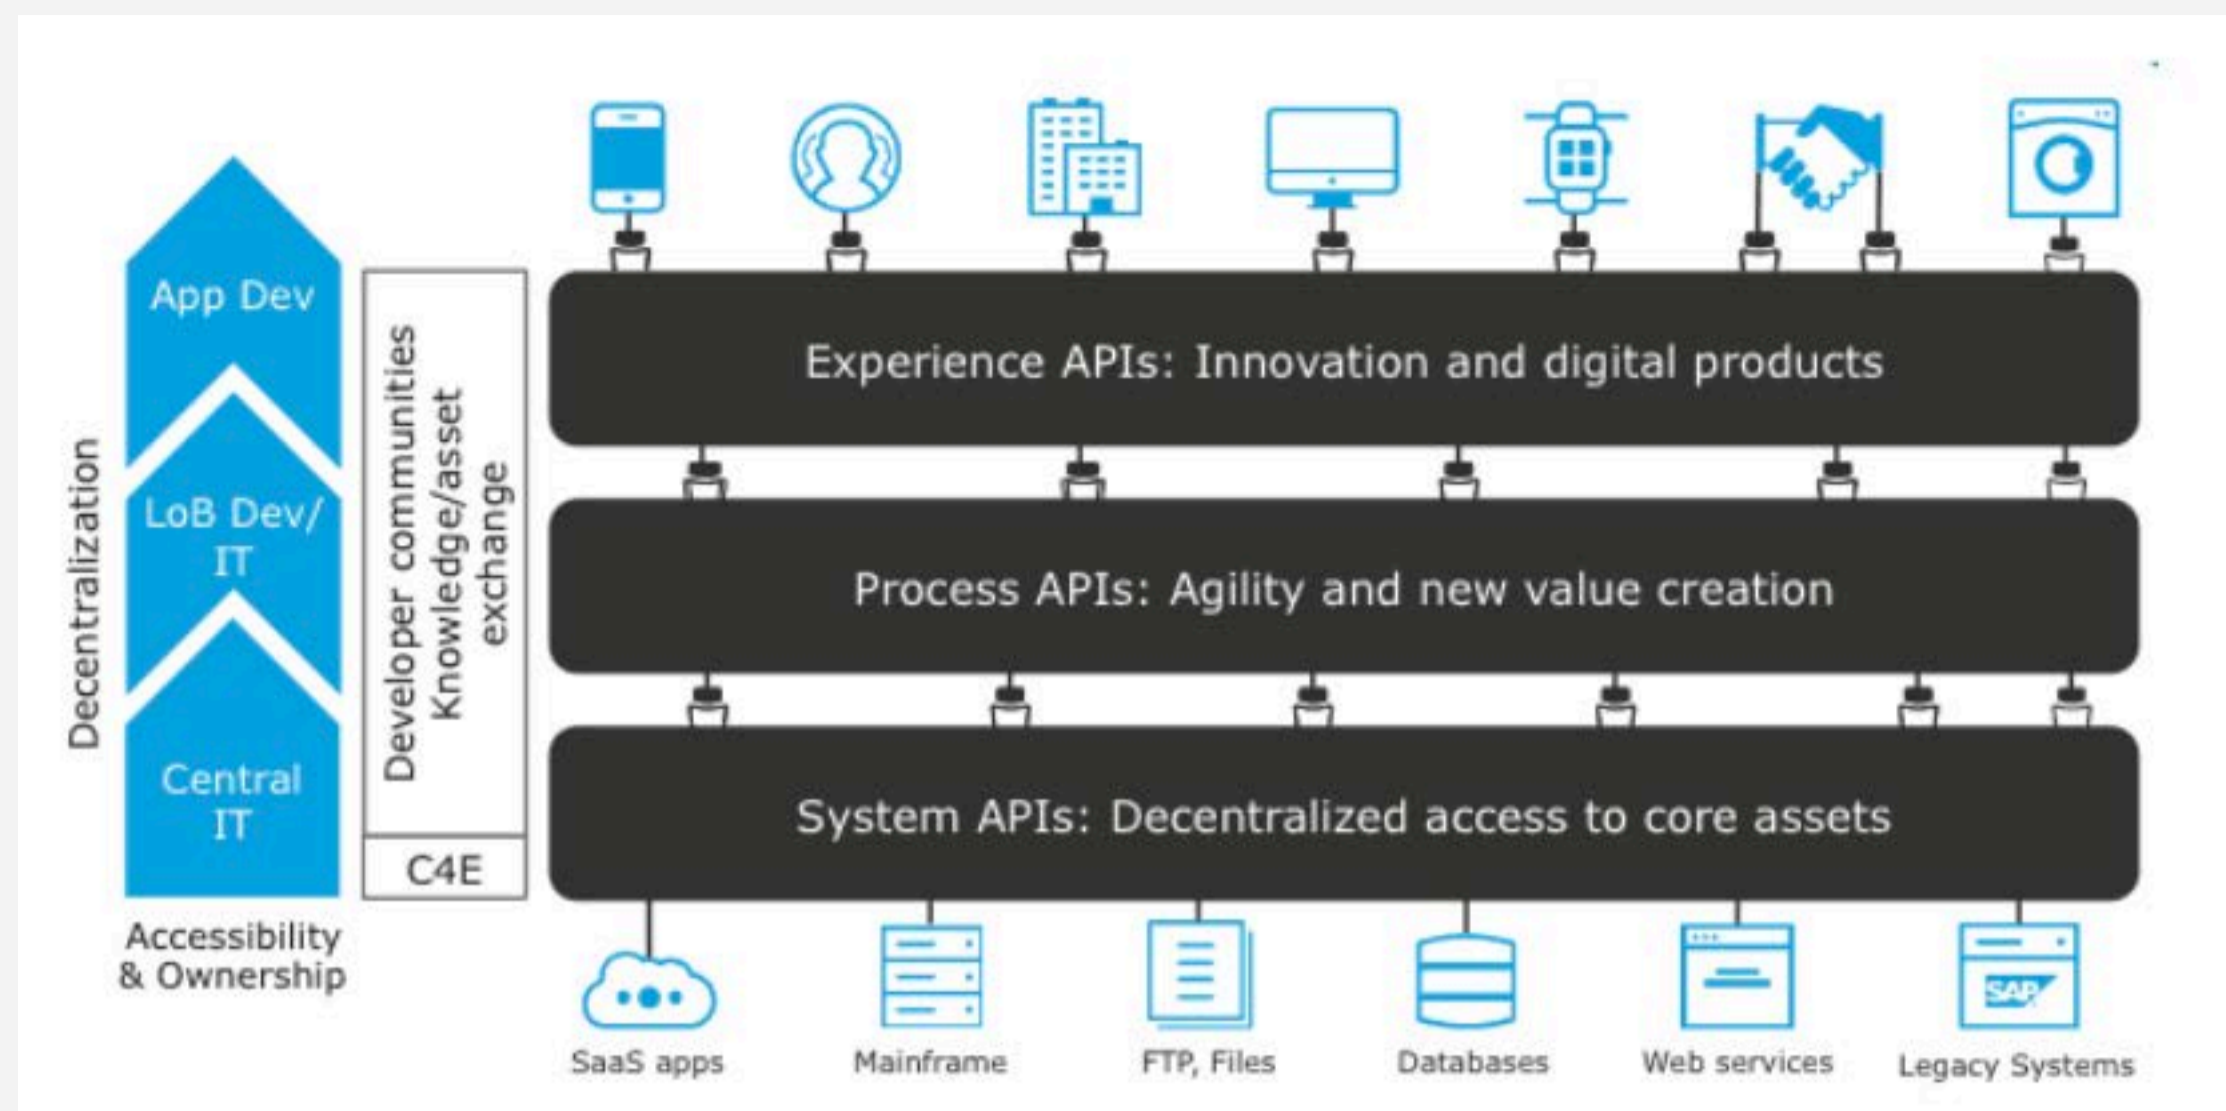 Decentralization
App Dev
LoB Dev/
IT
Central
IT
Accessibility
& Ownership
Developer communities
Knowledge/asset
exchange
C4E
Experience APIs: Innovation and digital products
Process APIs: Agility and new value creation
System APIs: Decentralized access to core assets
SAP
SaaS apps
Mainframe
FTP, Files
Databases
Web services
Legacy Systems